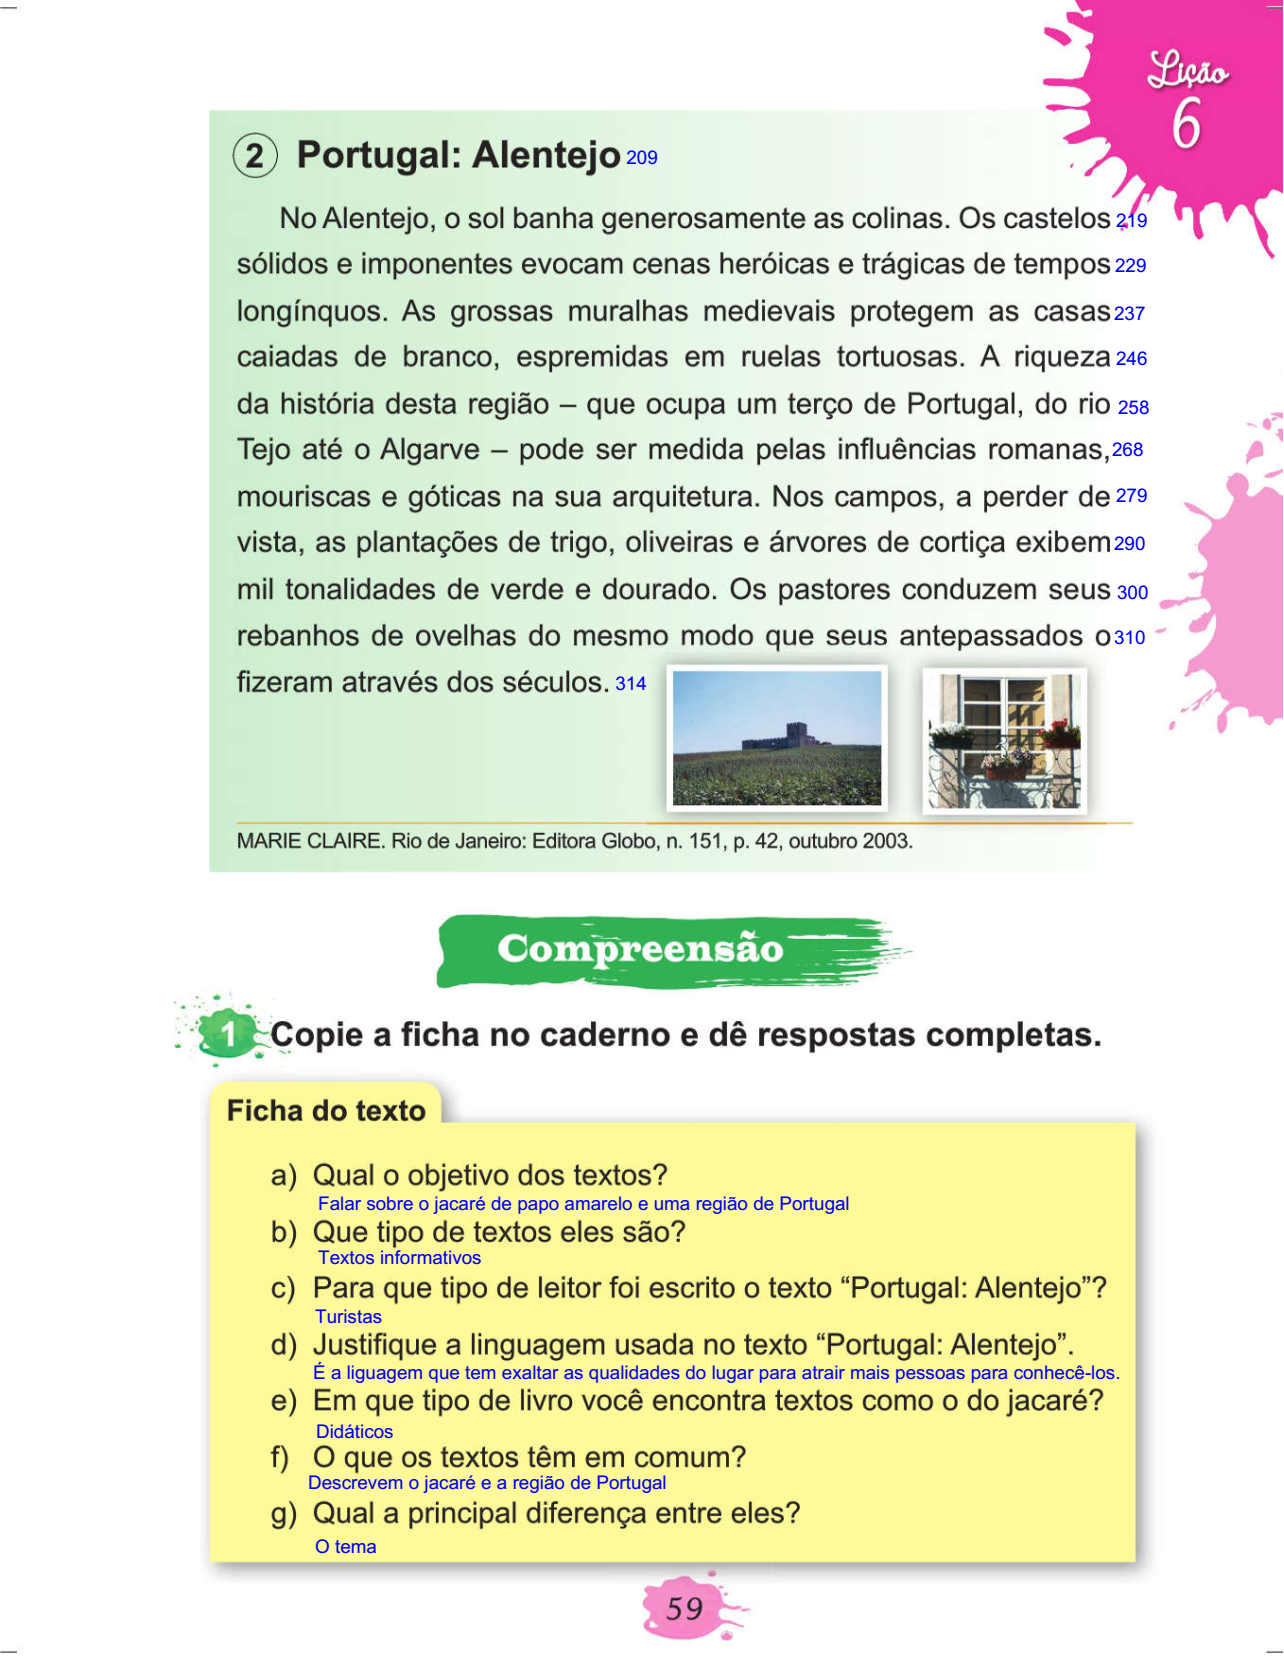 Lição
6
2 Portugal: Alentejo 209
No Alentejo, o sol banha generosamente as colinas. Os castelos 219
sólidos e imponentes evocam cenas heróicas e trágicas de tempos 229
longínquos. As grossas muralhas medievais protegem as casas 237
caiadas de branco, espremidas em ruelas tortuosas. A riqueza 246
da história desta região – que ocupa um terço de Portugal, do rio 258
Tejo até o Algarve – pode ser medida pelas influências romanas, 268
mouriscas e góticas na sua arquitetura. Nos campos, a perder de 279
vista, as plantações de trigo, oliveiras e árvores de cortiça exibem 290
mil tonalidades de verde e dourado. Os pastores conduzem seus 300
rebanhos de ovelhas do mesmo modo que seus antepassados o 310
fizeram através dos séculos. 314
MARIE CLAIRE. Rio de Janeiro: Editora Globo, n. 151, p. 42, outubro 2003.
Compreensão
1 Copie a ficha no caderno e dê respostas completas.
Ficha do texto
a) Qual o objetivo dos textos?
Falar sobre o jacaré de papo amarelo e uma região de Portugal
b) Que tipo de textos eles são?
Textos informativos
c) Para que tipo de leitor foi escrito o texto “Portugal: Alentejo”?
Turistas
d) Justifique a linguagem usada no texto “Portugal: Alentejo”.
É a liguagem que tem exaltar as qualidades do lugar para atrair mais pessoas para conhecê-los.
e) Em que tipo de livro você encontra textos como o do jacaré?
Didáticos
f) O que os textos têm em comum?
Descrevem o jacaré e a região de Portugal
g) Qual a principal diferença entre eles?
O tema
59